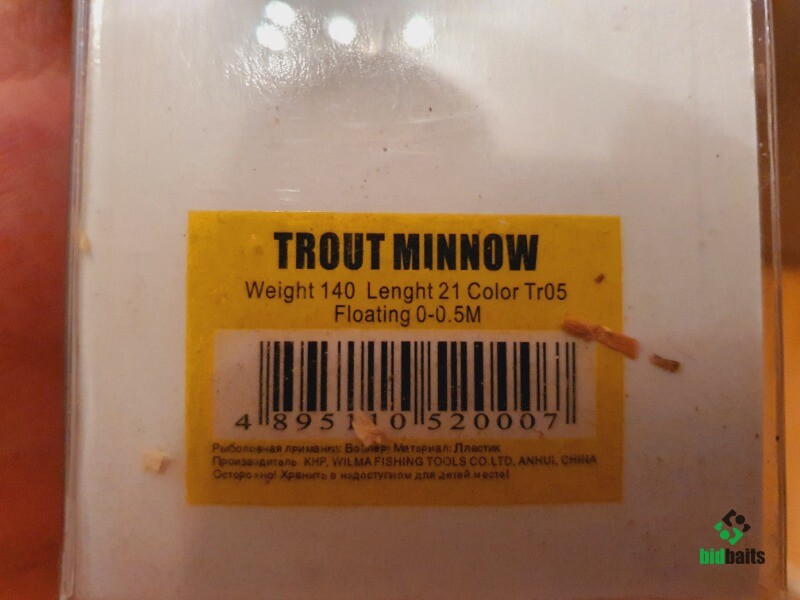 TROUT MINNOW
Weight 140 Lenght 21 Color Tr05
Floating 0-0.5M
4 895110 520007
Рыболовная приманка: Воблер; Материал: Пластик
Производитель: КНР, WILMA FISHING TOOLS CO.LTD, ANHUI, CHINA
Осторожно! Хранить в недоступном для детей месте!
bidbaits